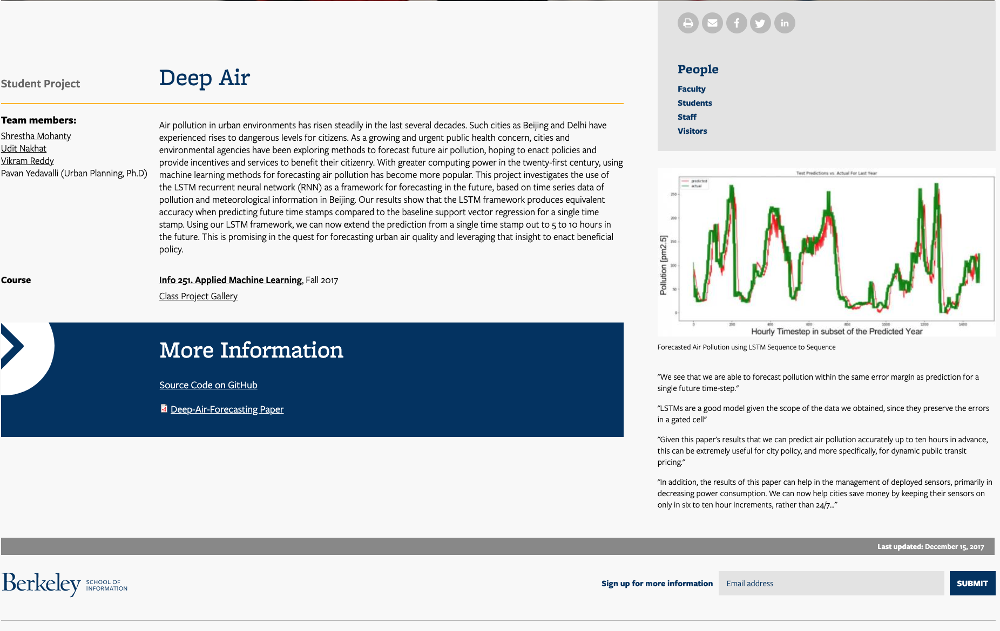 Student Project
Deep Air
Team members:
Shrestha Mohanty
Udit Nakhat
Vikram Reddy
Pavan Yedavalli (Urban Planning, Ph.D)
Air pollution in urban environments has risen steadily in the last several decades. Such cities as Beijing and Delhi have
experienced rises to dangerous levels for citizens. As a growing and urgent public health concern, cities and
environmental agencies have been exploring methods to forecast future air pollution, hoping to enact policies and
provide incentives and services to benefit their citizenry. With greater computing power in the twenty-first century, using
machine learning methods for forecasting air pollution has become more popular. This project investigates the use of
the LSTM recurrent neural network (RNN) as a framework for forecasting in the future, based on time series data of
pollution and meteorological information in Beijing. Our results show that the LSTM framework produces equivalent
accuracy when predicting future time stamps compared to the baseline support vector regression for a single time
stamp. Using our LSTM framework, we can now extend the prediction from a single time stamp out to 5 to 10 hours in
the future. This is promising in the quest for forecasting urban air quality and leveraging that insight to enact beneficial
policy.
Course
Info 251. Applied Machine Learning, Fall 2017
Class Project Gallery
More Information
Source Code on GitHub
Deep-Air-Forecasting Paper
in
People
Faculty
Students
Staff
Visitors
Test Predictions vs. Actual For Last Year
predicted
actual
Pollution [pm2.5]
250
200
150
100
50
0
0 200 400 600 800 1000 1200 1400
Hourly Timestep in subset of the Predicted Year
Forecasted Air Pollution using LSTM Sequence to Sequence
"We see that we are able to forecast pollution within the same error margin as prediction for a
single future time-step."
"LSTMs are a good model given the scope of the data we obtained, since they preserve the errors
in a gated cell"
"Given this paper's results that we can predict air pollution accurately up to ten hours in advance,
this can be extremely useful for city policy, and more specifically, for dynamic public transit
pricing."
"In addition, the results of this paper can help in the management of deployed sensors, primarily in
decreasing power consumption. We can now help cities save money by keeping their sensors on
only in six to ten hour increments, rather than 24/7..."
Last updated: December 15, 2017
Berkeley SCHOOL OF
INFORMATION
Sign up for more information
Email address
SUBMIT